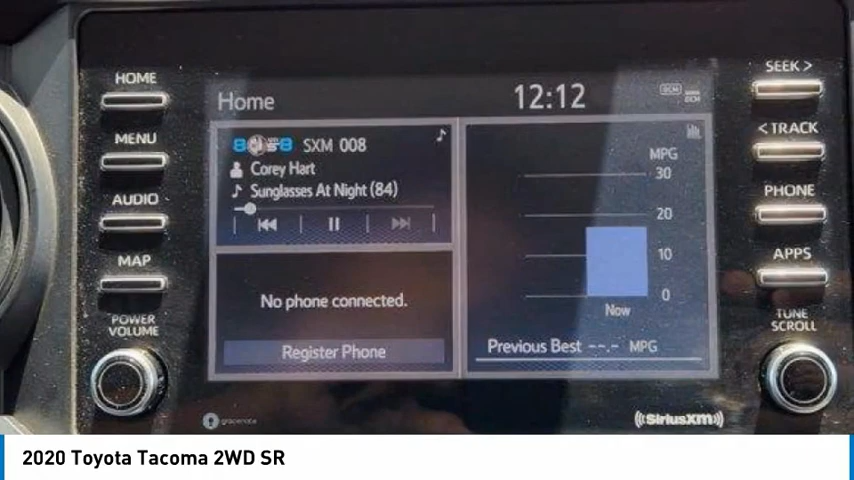 HOME
MENU
AUDIO
MAP
POWER
VOLUME
Home
12:12
DCM
SXM 008
Corey Hart
Sunglasses At Night (84)
No phone connected.
Register Phone
MPG
30
20
10
0
Now
Previous Best --.- MPG
gracenote
SiriusXM
SEEK >
< TRACK
PHONE
APPS
TUNE
SCROLL
2020 Toyota Tacoma 2WD SR